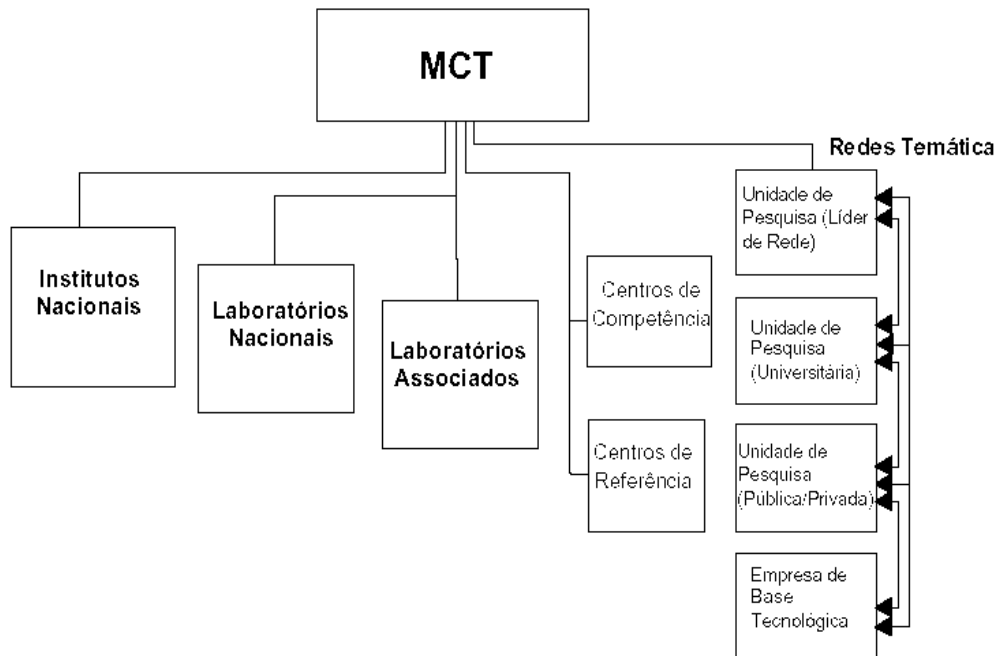 MCT
Redes Temática
Institutos
Nacionais
Laboratórios
Nacionais
Laboratórios
Associados
Centros de
Competência
Centros de
Referência
Unidade de
Pesquisa (Líder
de Rede)
Unidade de
Pesquisa
(Universitária)
Unidade de
Pesquisa
(Pública/Privada)
Empresa de
Base
Tecnológica